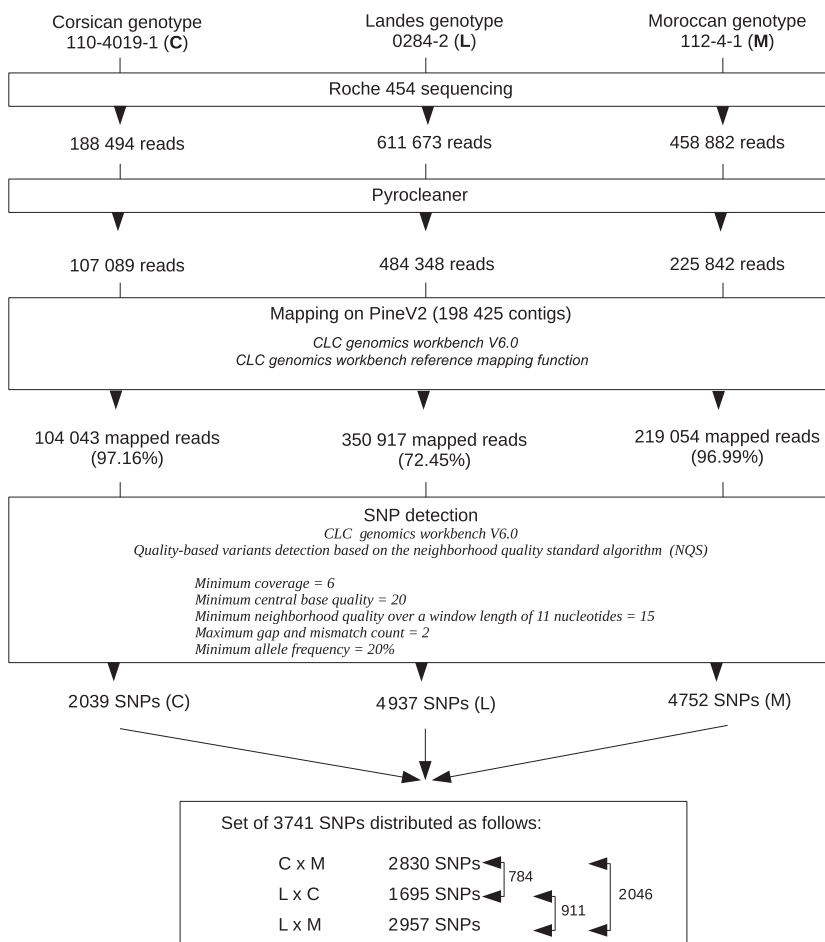 Corsican genotype
110-4019-1 (C)
Landes genotype
0284-2 (L)
Moroccan genotype
112-4-1 (M)
Roche 454 sequencing
188 494 reads
611 673 reads
458 882 reads
Pyrocleaner
107 089 reads
484 348 reads
225 842 reads
Mapping on PineV2 (198 425 contigs)
CLC genomics workbench V6.0
CLC genomics workbench reference mapping function
104 043 mapped reads
(97.16%)
350 917 mapped reads
(72.45%)
219 054 mapped reads
(96.99%)
SNP detection
CLC genomics workbench V6.0
Quality-based variants detection based on the neighborhood quality standard algorithm (NQS)
Minimum coverage = 6
Minimum central base quality = 20
Minimum neighborhood quality over a window length of 11 nucleotides = 15
Maximum gap and mismatch count = 2
Minimum allele frequency = 20%
2039 SNPs (C)
4937 SNPs (L)
4752 SNPs (M)
Set of 3741 SNPs distributed as follows:
C x M 2830 SNPs
784
L x C 1695 SNPs
2046
911
L x M 2957 SNPs